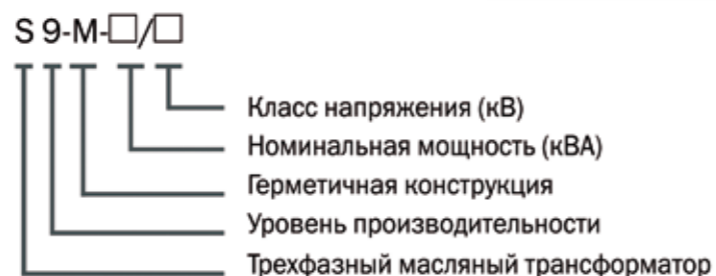 S 9-M-□/□
Класс напряжения (кВ)
Номинальная мощность (кВА)
Герметичная конструкция
Уровень производительности
Трехфазный масляный трансформатор